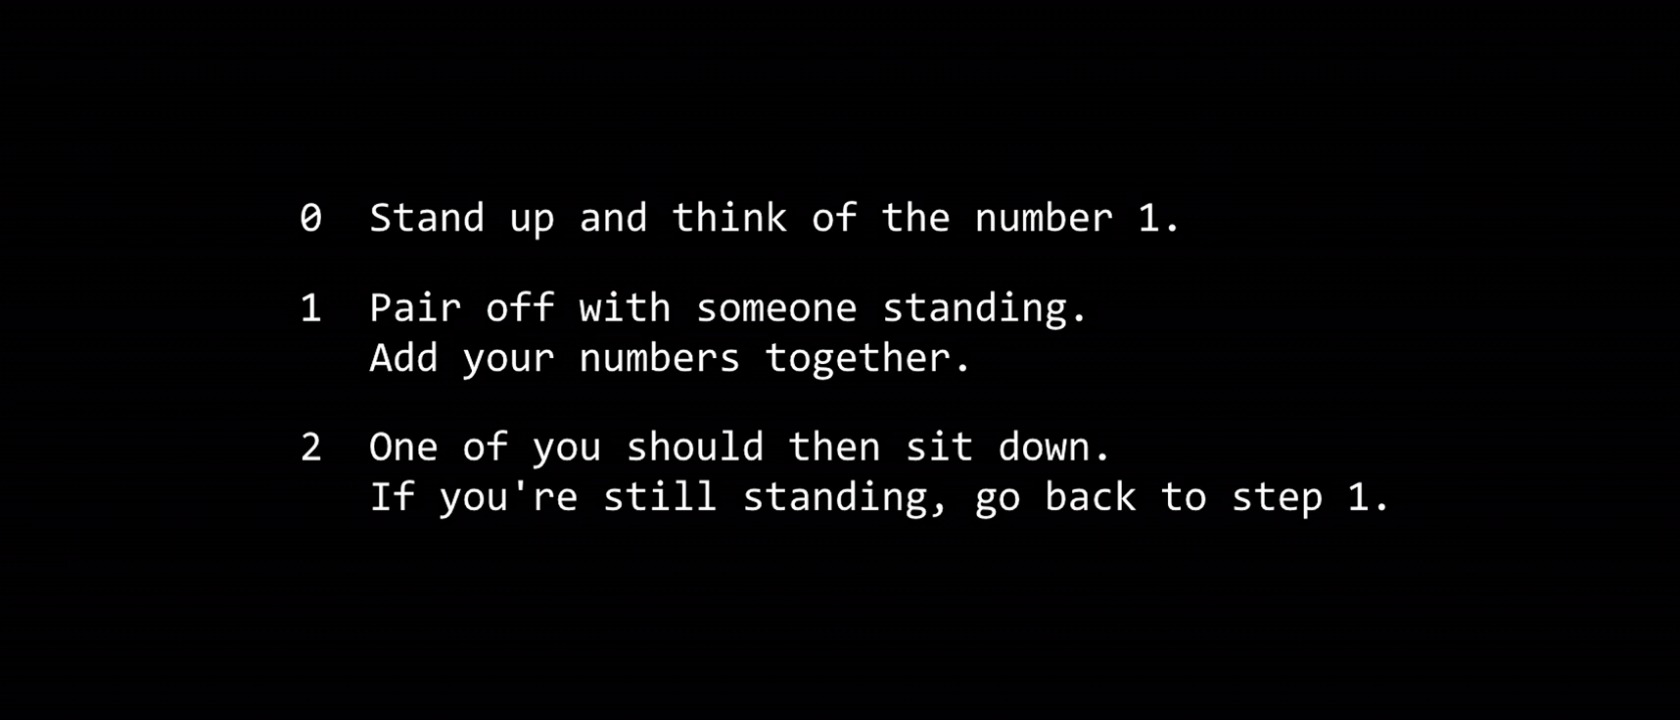 0 Stand up and think of the number 1.
1 Pair off with someone standing.
Add your numbers together.
2 One of you should then sit down.
If you're still standing, go back to step 1.